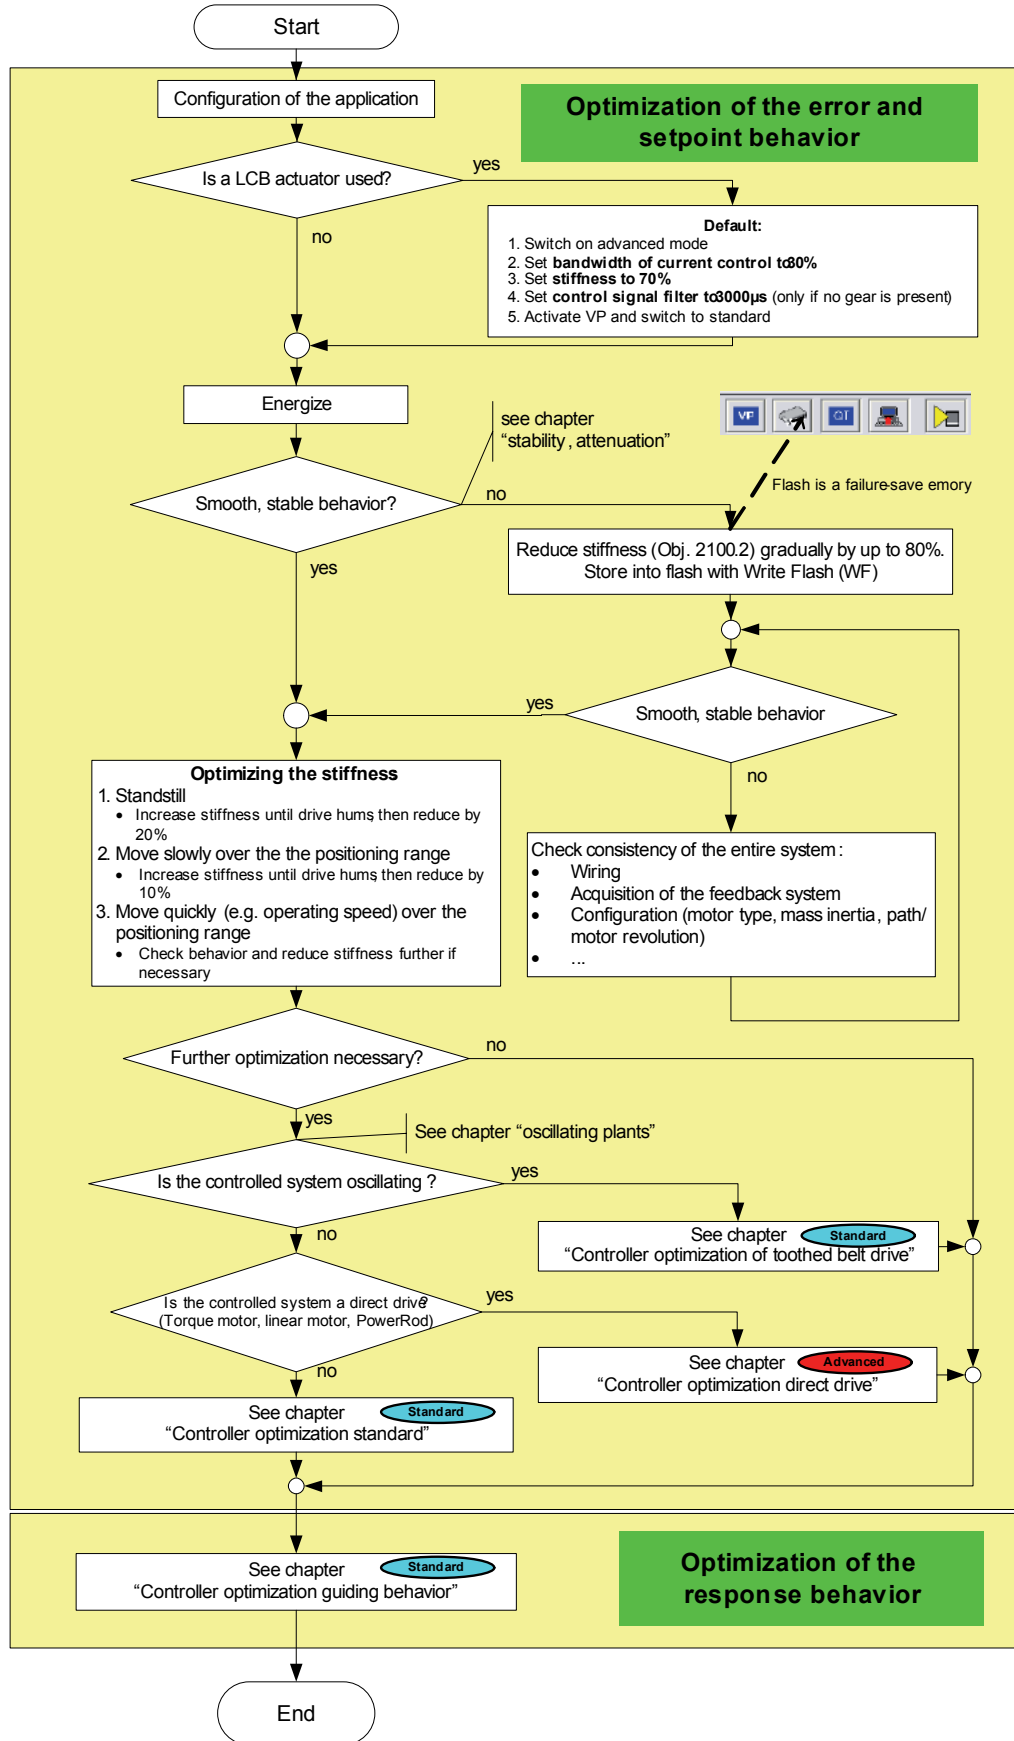 Start
Configuration of the application
Optimization of the error and
setpoint behavior
Is a LCB actuator used?
yes
no
Default:
1. Switch on advanced mode
2. Set bandwidth of current control to80%
3. Set stiffness to 70%
4. Set control signal filter to3000µs (only if no gear is present)
5. Activate VP and switch to standard
Energize
see chapter
“stability, attenuation”
VP
OT
Flash is a failure-save emory
Smooth, stable behavior?
no
yes
Reduce stiffness (Obj. 2100.2) gradually by up to 80%.
Store into flash with Write Flash (WF)
Smooth, stable behavior
yes
no
Optimizing the stiffness
1. Standstill
• Increase stiffness until drive hums, then reduce by
20%
2. Move slowly over the the positioning range
• Increase stiffness until drive hums, then reduce by
10%
3. Move quickly (e.g. operating speed) over the
positioning range
• Check behavior and reduce stiffness further if
necessary
Check consistency of the entire system:
• Wiring
• Acquisition of the feedback system
• Configuration (motor type, mass inertia, path/
motor revolution)
• ...
Further optimization necessary?
no
yes
See chapter “oscillating plants”
Is the controlled system oscillating ?
yes
no
See chapter Standard
“Controller optimization of toothed belt drive”
Is the controlled system a direct drive?
(Torque motor, linear motor, PowerRod)
yes
no
See chapter Advanced
“Controller optimization direct drive”
See chapter Standard
“Controller optimization standard”
See chapter Standard
“Controller optimization guiding behavior”
Optimization of the
response behavior
End